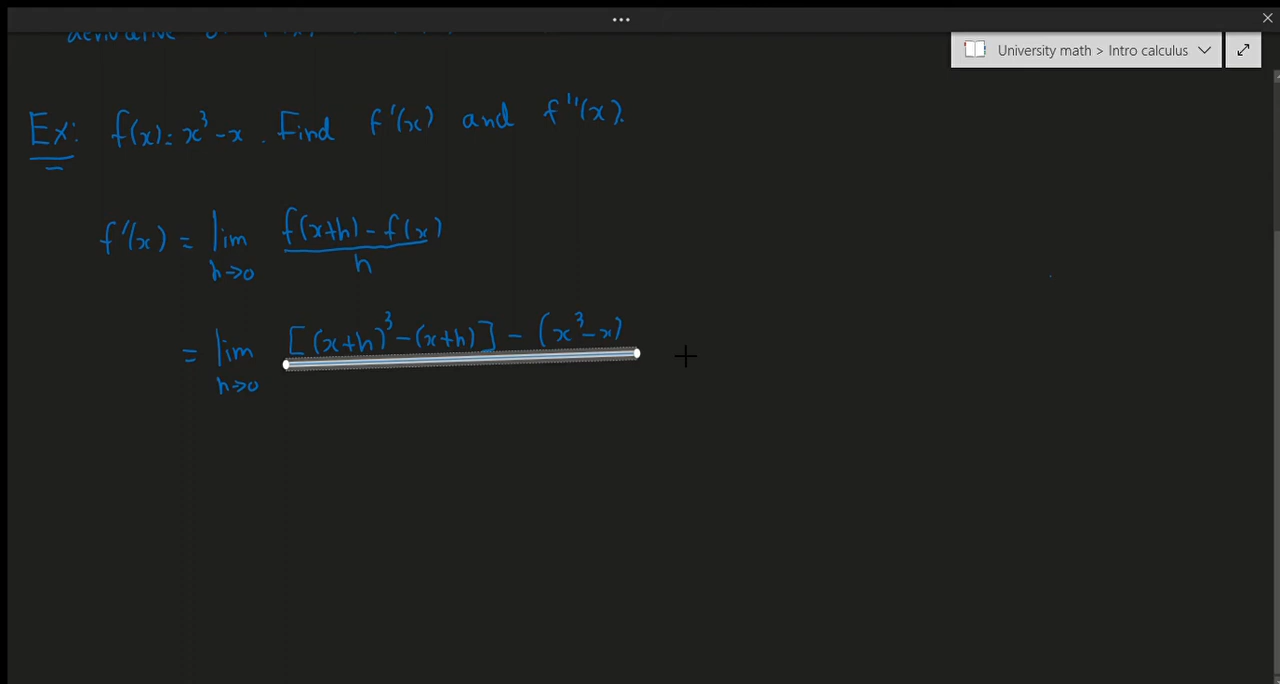 University math > Intro calculus
Ex: f(x) = x³ - x. Find f'(x) and f''(x).
f'(x) = lim h→0 f(x+h) - f(x) / h
= lim h→0 [(x+h)³ - (x+h)] - (x³ - x)